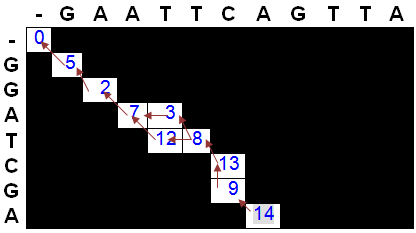 - G A A T T C A G T T A
- 0
G 5
G 2
A 7 3
T 12 8
C 13
G 9
A 14